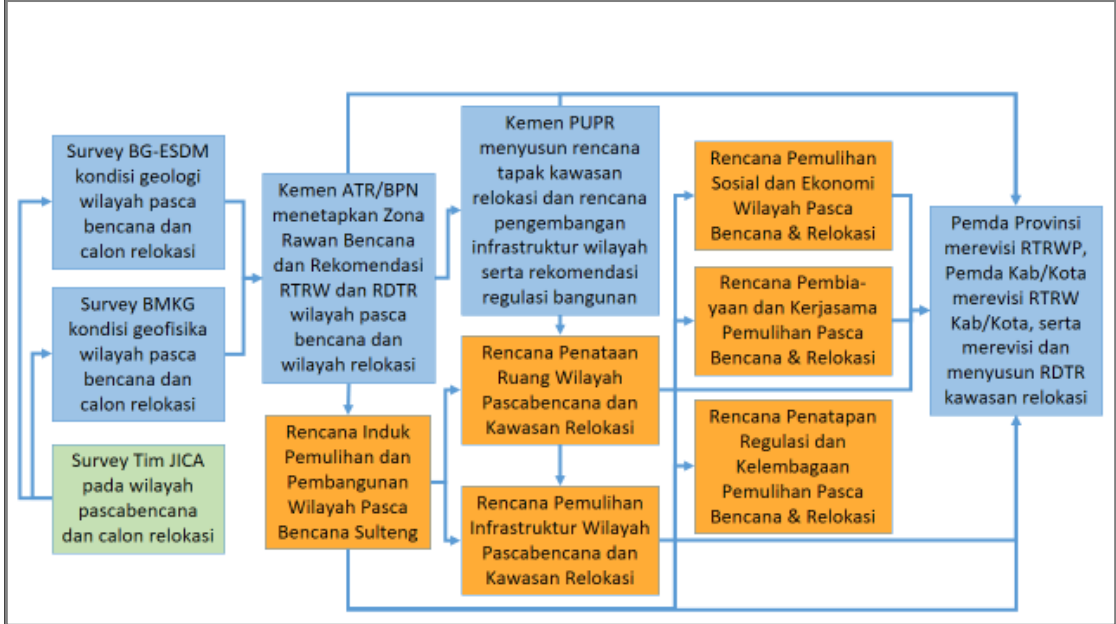 Survey BG-ESDM
kondisi geologi
wilayah pasca
bencana dan
calon relokasi
Survey BMKG
kondisi geofisika
wilayah pasca
bencana dan
calon relokasi
Survey Tim JICA
pada wilayah
pascabencana
dan calon relokasi
Kemen ATR/BPN
menetapkan Zona
Rawan Bencana
dan Rekomendasi
RTRW dan RDTR
wilayah pasca
bencana dan
wilayah relokasi
Rencana Induk
Pemulihan dan
Pembangunan
Wilayah Pasca
Bencana Sulteng
Kemen PUPR
menyusun rencana
tapak kawasan
relokasi dan rencana
pengembangan
infrastruktur wilayah
serta rekomendasi
regulasi bangunan
Rencana Penataan
Ruang Wilayah
Pascabencana dan
Kawasan Relokasi
Rencana Pemulihan
Infrastruktur Wilayah
Pascabencana dan
Kawasan Relokasi
Rencana Pemulihan
Sosial dan Ekonomi
Wilayah Pasca
Bencana & Relokasi
Rencana Pembia-
yaan dan Kerjasama
Pemulihan Pasca
Bencana & Relokasi
Rencana Penatapan
Regulasi dan
Kelembagaan
Pemulihan Pasca
Bencana & Relokasi
Pemda Provinsi
merevisi RTRWP,
Pemda Kab/Kota
merevisi RTRW
Kab/Kota, serta
merevisi dan
menyusun RDTR
kawasan relokasi